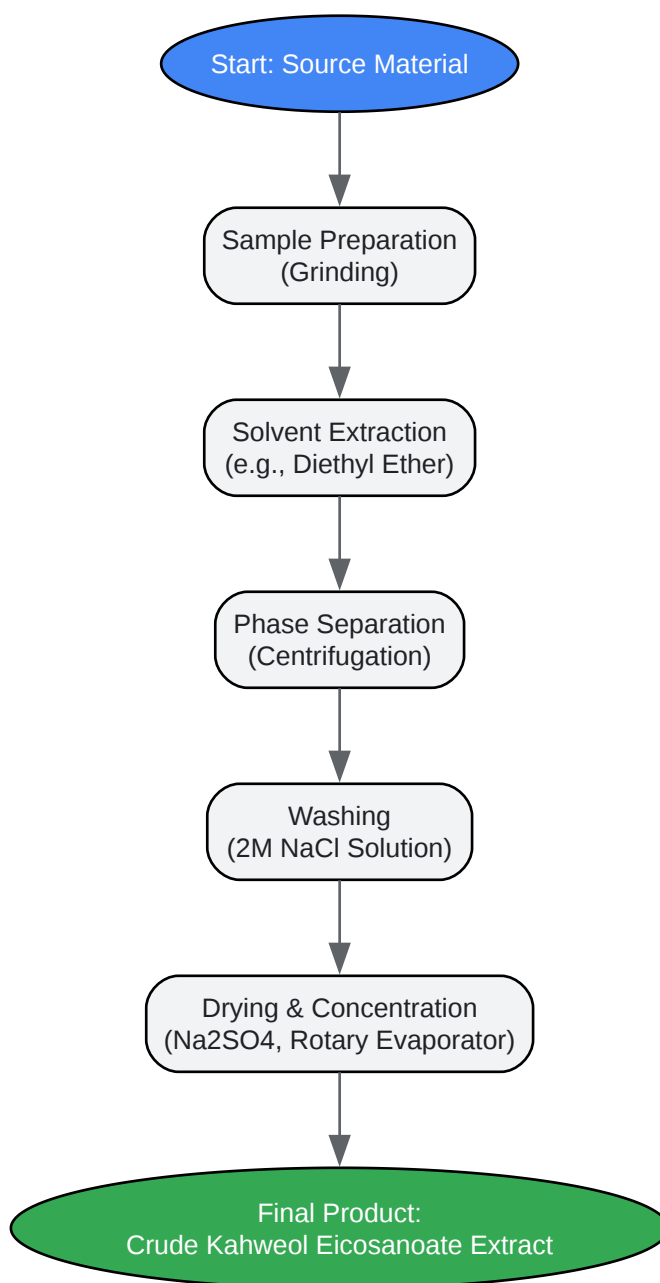 Start: Source Material
Sample Preparation
(Grinding)
Solvent Extraction
(e.g., Diethyl Ether)
Phase Separation
(Centrifugation)
Washing
(2M NaCl Solution)
Drying & Concentration
(Na2SO4, Rotary Evaporator)
Final Product:
Crude Kahweol Eicosanoate Extract